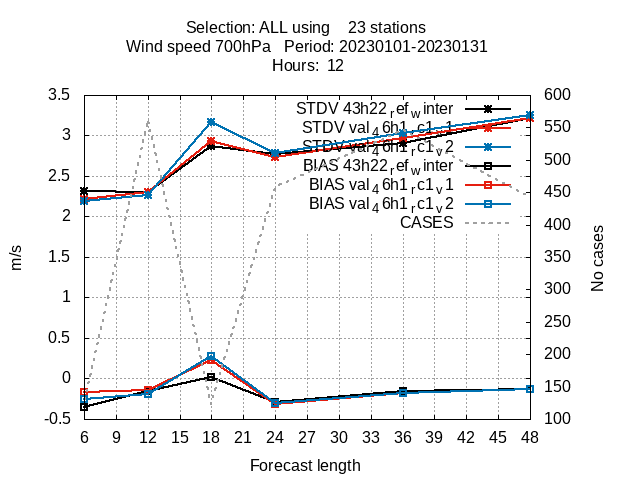 Selection: ALL using 23 stations
Wind speed 700hPa Period: 20230101-20230131
Hours: 12
3.5
3
2.5
2
1.5
1
0.5
0
-0.5
m/s
STDV 43h22_ref_winter
STDV val_46h1_rc1_v1
STDV val_46h1_rc1_v2
BIAS 43h22_ref_winter
BIAS val_46h1_rc1_v1
BIAS val_46h1_rc1_v2
CASES
600
550
500
450
400
350
300
250
200
150
100
No cases
6 9 12 15 18 21 24 27 30 33 36 39 42 45 48
Forecast length